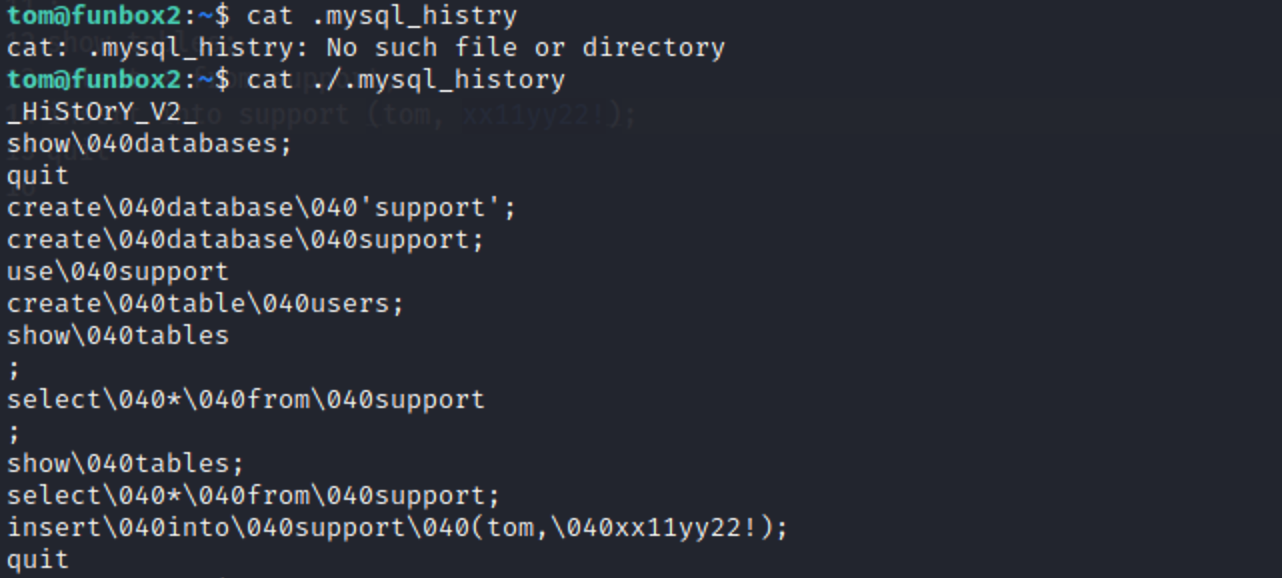 tom@funbox2:~$ cat .mysql_histry
cat: .mysql_histry: No such file or directory
tom@funbox2:~$ cat ./.mysql_history
_HiStOrY_V2_
show\040databases;
quit
create\040database\040'support';
create\040database\040support;
use\040support
create\040table\040users;
show\040tables
;
select\040*\040from\040support
;
show\040tables;
select\040*\040from\040support;
insert\040into\040support\040(tom,\040xx11yy22!);
quit